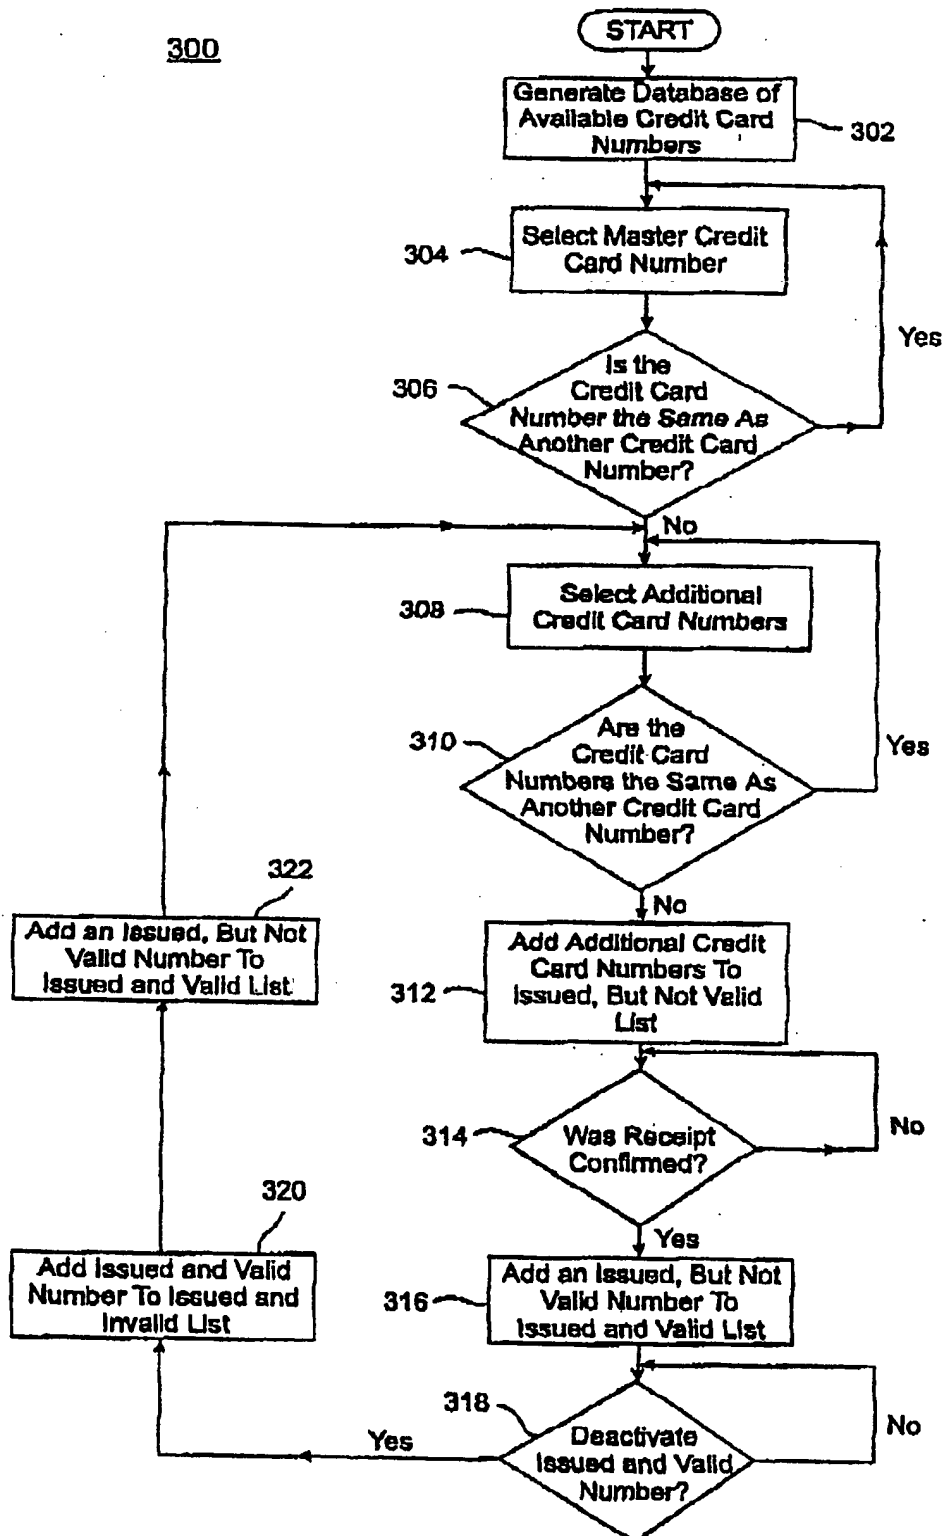 300
START
Generate Database of
Available Credit Card
Numbers
302
304
Select Master Credit
Card Number
Yes
306
Is the
Credit Card
Number the Same As
Another Credit Card
Number?
No
308
Select Additional
Credit Card Numbers
310
Are the
Credit Card
Numbers the Same As
Another Credit Card
Number?
Yes
No
322
Add an Issued, But Not
Valid Number To
Issued and Valid List
312
Add Additional Credit
Card Numbers To
Issued, But Not Valid
List
314
Was Receipt
Confirmed?
No
Yes
320
Add Issued and Valid
Number To Issued and
Invalid List
316
Add an Issued, But Not
Valid Number To
Issued and Valid List
318
Deactivate
Issued and Valid
Number?
No
Yes